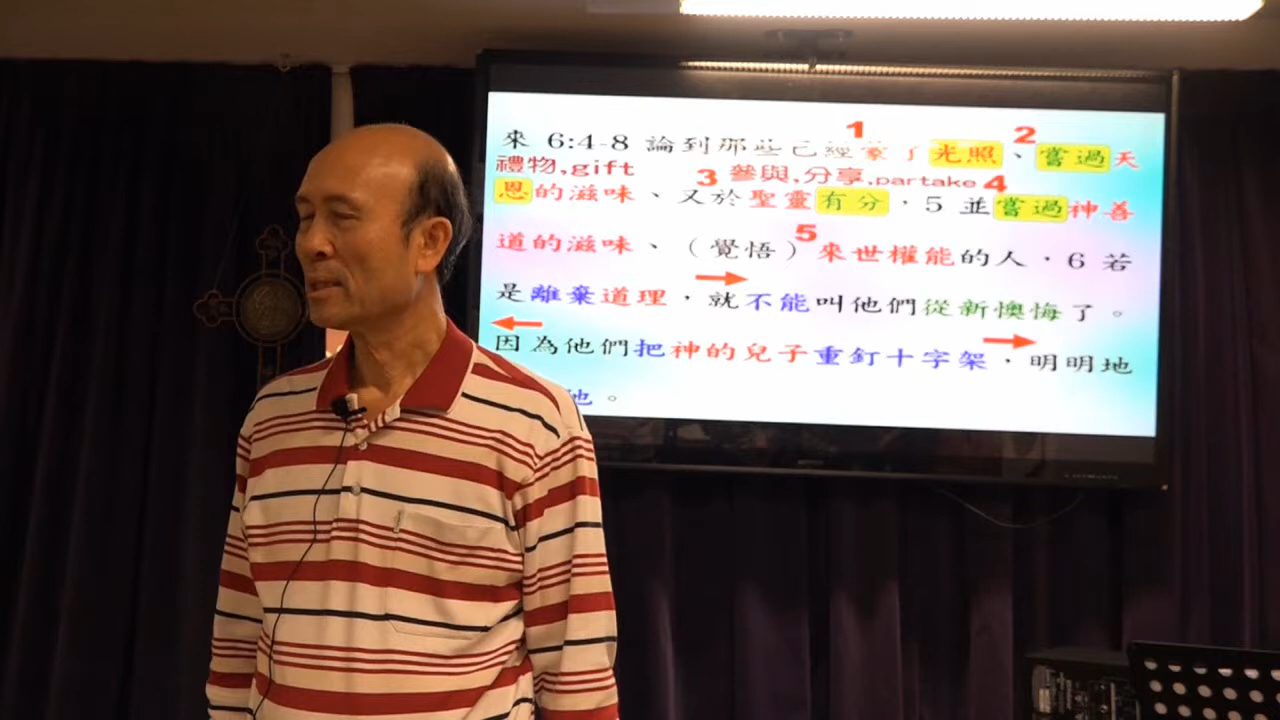 1 2
來 6:4-8 論到那些已經蒙了光照、嘗過天
禮物,gift 3 參與,分享,partake 4
恩的滋味、又於聖靈有分,5 並嘗過神善
5
道的滋味、(覺悟)來世權能的人,6 若
是離棄道理,就不能叫他們從新懊悔了。
因為他們把神的兒子重釘十字架,明明地
他。